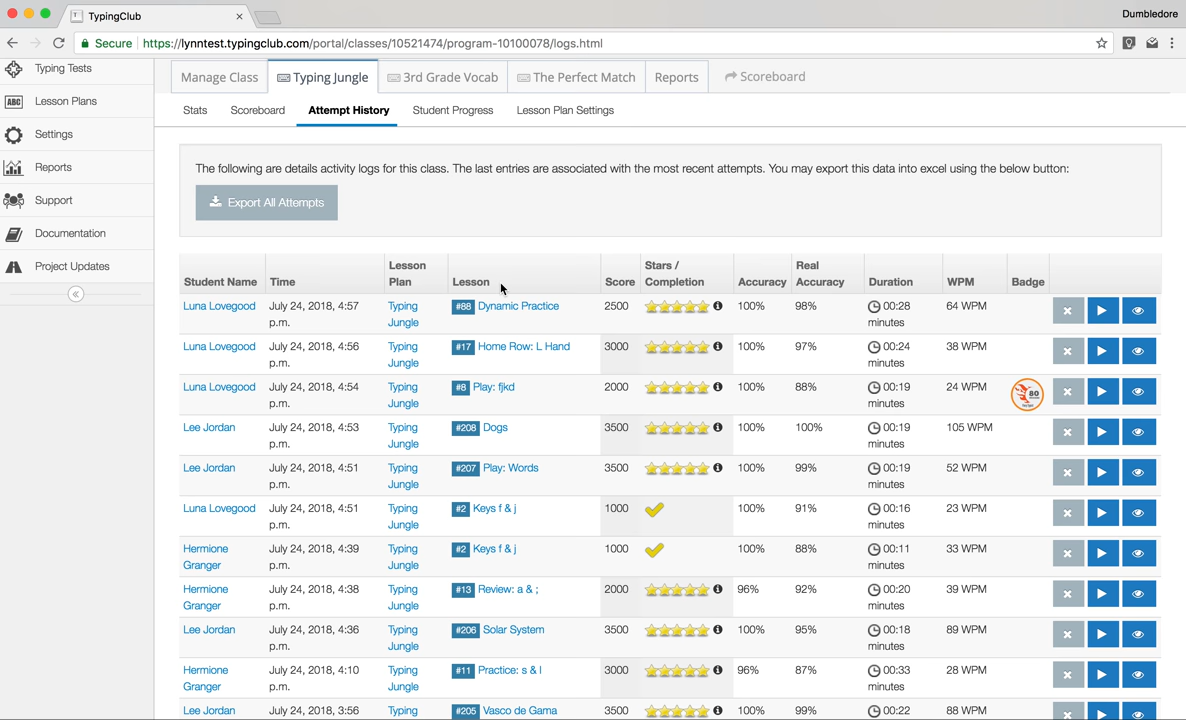 TypingClub
Dumbledore
Secure https://lynntest.typingclub.com/portal/classes/10521474/program-10100078/logs.html
Typing Tests
ABC Lesson Plans
Settings
Reports
Support
Documentation
Project Updates
Manage Class Typing Jungle 3rd Grade Vocab The Perfect Match Reports Scoreboard
Stats Scoreboard Attempt History Student Progress Lesson Plan Settings
The following are details activity logs for this class. The last entries are associated with the most recent attempts. You may export this data into excel using the below button:
Export All Attempts
Student Name Time Lesson Plan Lesson Score Stars / Completion Accuracy Real Accuracy Duration WPM Badge
Luna Lovegood July 24, 2018, 4:57 p.m. Typing Jungle #88 Dynamic Practice 2500 100% 98% 00:28 minutes 64 WPM
Luna Lovegood July 24, 2018, 4:56 p.m. Typing Jungle #17 Home Row: L Hand 3000 100% 97% 00:24 minutes 38 WPM
Luna Lovegood July 24, 2018, 4:54 p.m. Typing Jungle #8 Play: fjkd 2000 100% 88% 00:19 minutes 24 WPM 80
Lee Jordan July 24, 2018, 4:53 p.m. Typing Jungle #208 Dogs 3500 100% 100% 00:19 minutes 105 WPM
Lee Jordan July 24, 2018, 4:51 p.m. Typing Jungle #207 Play: Words 3500 100% 99% 00:19 minutes 52 WPM
Luna Lovegood July 24, 2018, 4:51 p.m. Typing Jungle #2 Keys f & j 1000 100% 91% 00:16 minutes 23 WPM
Hermione Granger July 24, 2018, 4:39 p.m. Typing Jungle #2 Keys f & j 1000 100% 88% 00:11 minutes 33 WPM
Hermione Granger July 24, 2018, 4:38 p.m. Typing Jungle #13 Review: a & ; 2000 96% 92% 00:20 minutes 39 WPM
Lee Jordan July 24, 2018, 4:36 p.m. Typing Jungle #206 Solar System 3500 100% 95% 00:18 minutes 89 WPM
Hermione Granger July 24, 2018, 4:10 p.m. Typing Jungle #11 Practice: s & l 3000 96% 87% 00:33 minutes 28 WPM
Lee Jordan July 24, 2018, 3:56 Typing #205 Vasco de Gama 3500 100% 99% 00:22 88 WPM